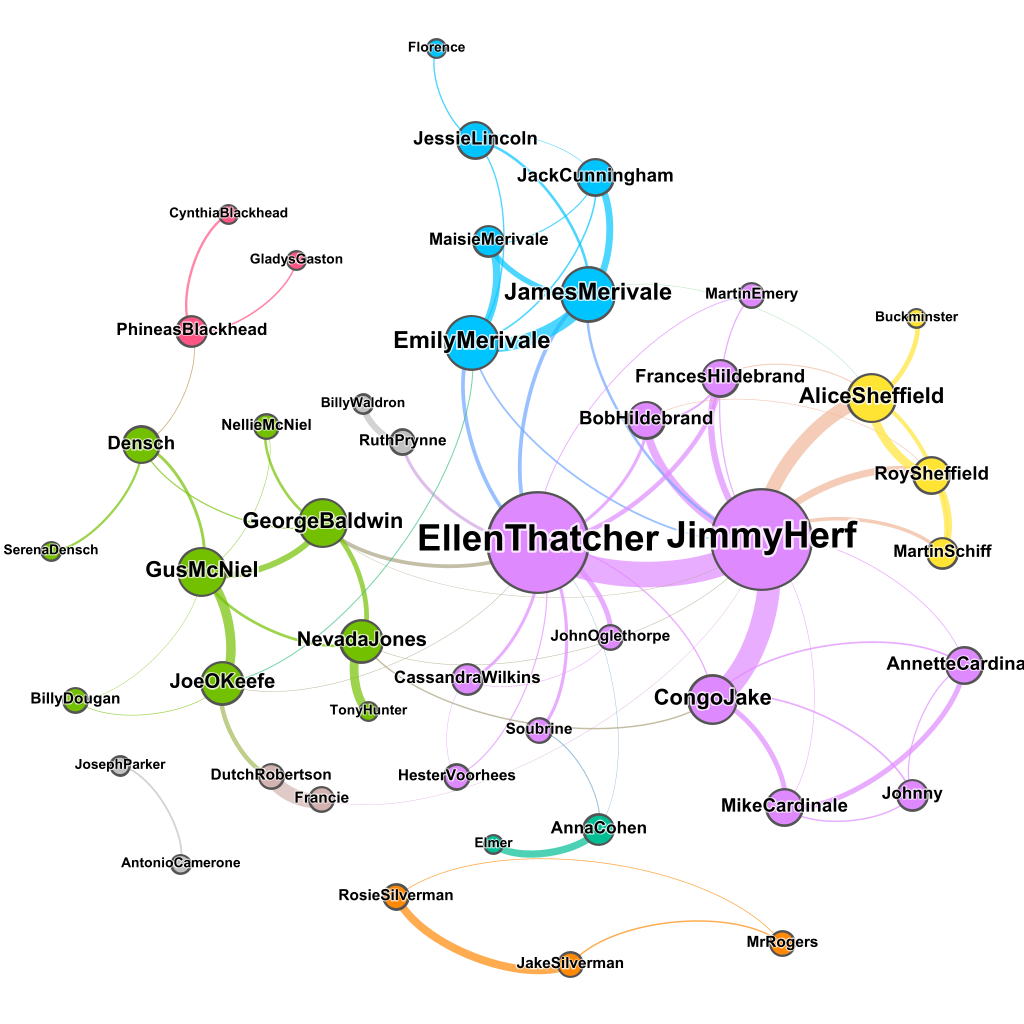 Florence
JessieLincoln
JackCunningham
CynthiaBlackhead
MaisieMerivale
GladysGaston
JamesMerivale
MartinEmery
Buckminster
PhineasBlackhead
EmilyMerivale
FrancesHildebrand
AliceSheffield
BillyWaldron
BobHildebrand
NellieMcNiel
RuthPrynne
Densch
RoySheffield
GeorgeBaldwin
EllenThatcher
JimmyHerf
SerenaDensch
MartinSchiff
GusMcNiel
NevadaJones
JohnOglethorpe
AnnetteCardina
JoeOKeefe
CassandraWilkins
BillyDougan
CongoJake
TonyHunter
Soubrine
JosephParker
DutchRobertson
HesterVoorhees
Francie
Johnny
MikeCardinale
AnnaCohen
Elmer
AntonioCamerone
RosieSilverman
MrRogers
JakeSilverman